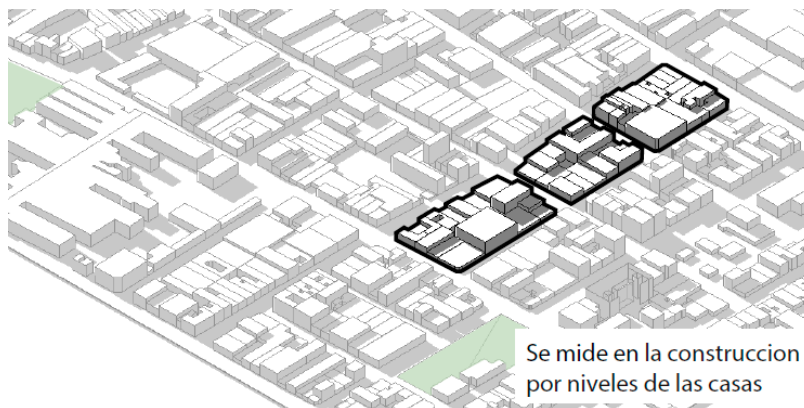 Se mide en la construccion
por niveles de las casas